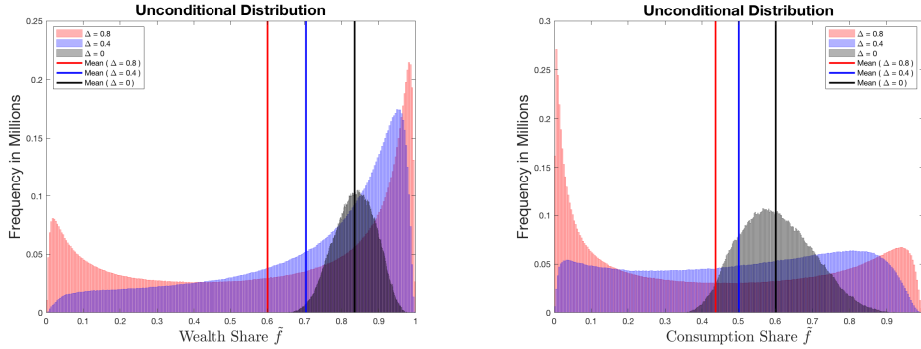 Unconditional Distribution
0.25
0.2
0.15
0.1
0.05
0
Frequency in Millions
Δ = 0.8
Δ = 0.4
Δ = 0
Mean ( Δ = 0.8)
Mean ( Δ = 0.4)
Mean ( Δ = 0)
0 0.1 0.2 0.3 0.4 0.5 0.6 0.7 0.8 0.9 1
Wealth Share f̃
Unconditional Distribution
0.3
0.25
0.2
0.15
0.1
0.05
0
Frequency in Millions
Δ = 0.8
Δ = 0.4
Δ = 0
Mean ( Δ = 0.8)
Mean ( Δ = 0.4)
Mean ( Δ = 0)
0 0.1 0.2 0.3 0.4 0.5 0.6 0.7 0.8 0.9
Consumption Share f̃